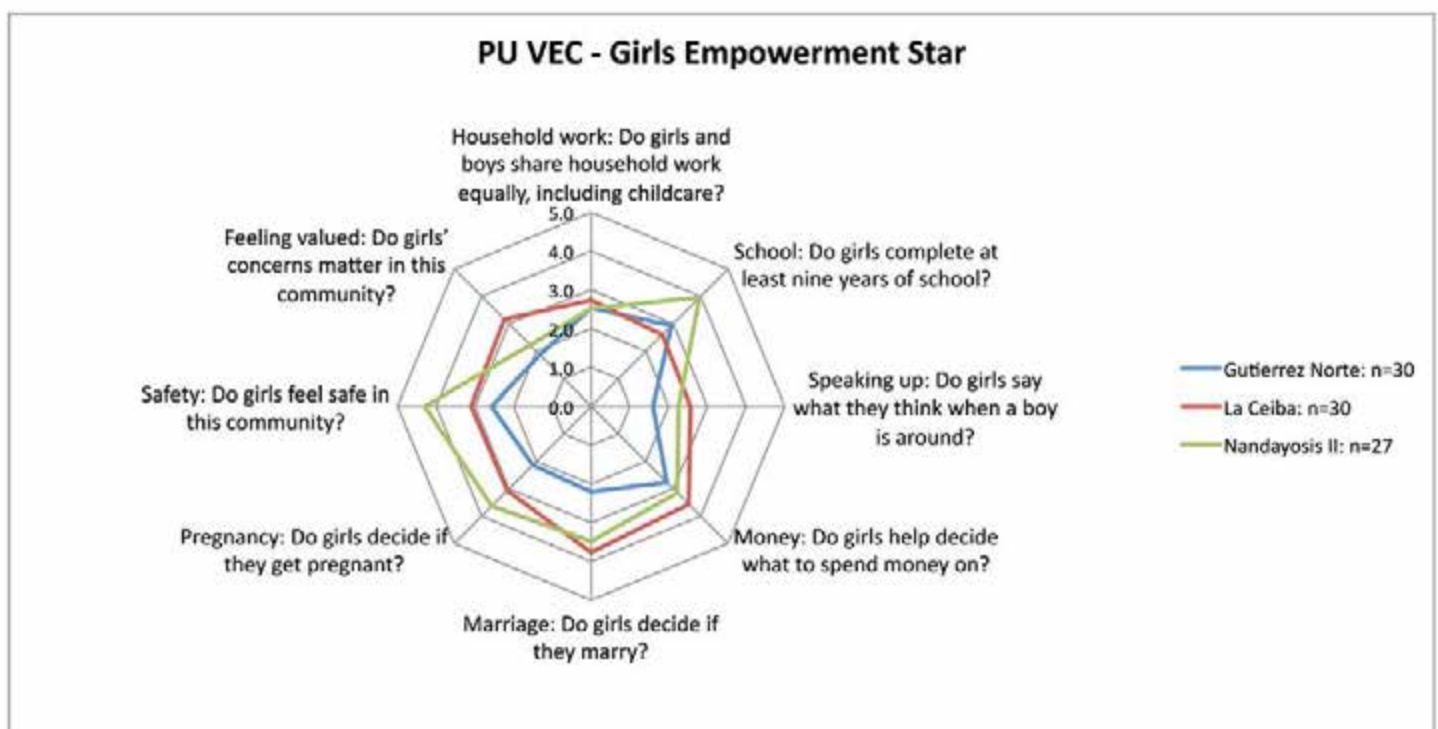 PU VEC - Girls Empowerment Star
Household work: Do girls and
boys share household work
equally, including childcare?
5.0
4.0
3.0
2.0
1.0
0.0
School: Do girls complete at
least nine years of school?
Speaking up: Do girls say
what they think when a boy
is around?
Money: Do girls help decide
what to spend money on?
Marriage: Do girls decide if
they marry?
Pregnancy: Do girls decide if
they get pregnant?
Safety: Do girls feel safe in
this community?
Feeling valued: Do girls’
concerns matter in this
community?
Gutierrez Norte: n=30
La Ceiba: n=30
Nandayosis II: n=27